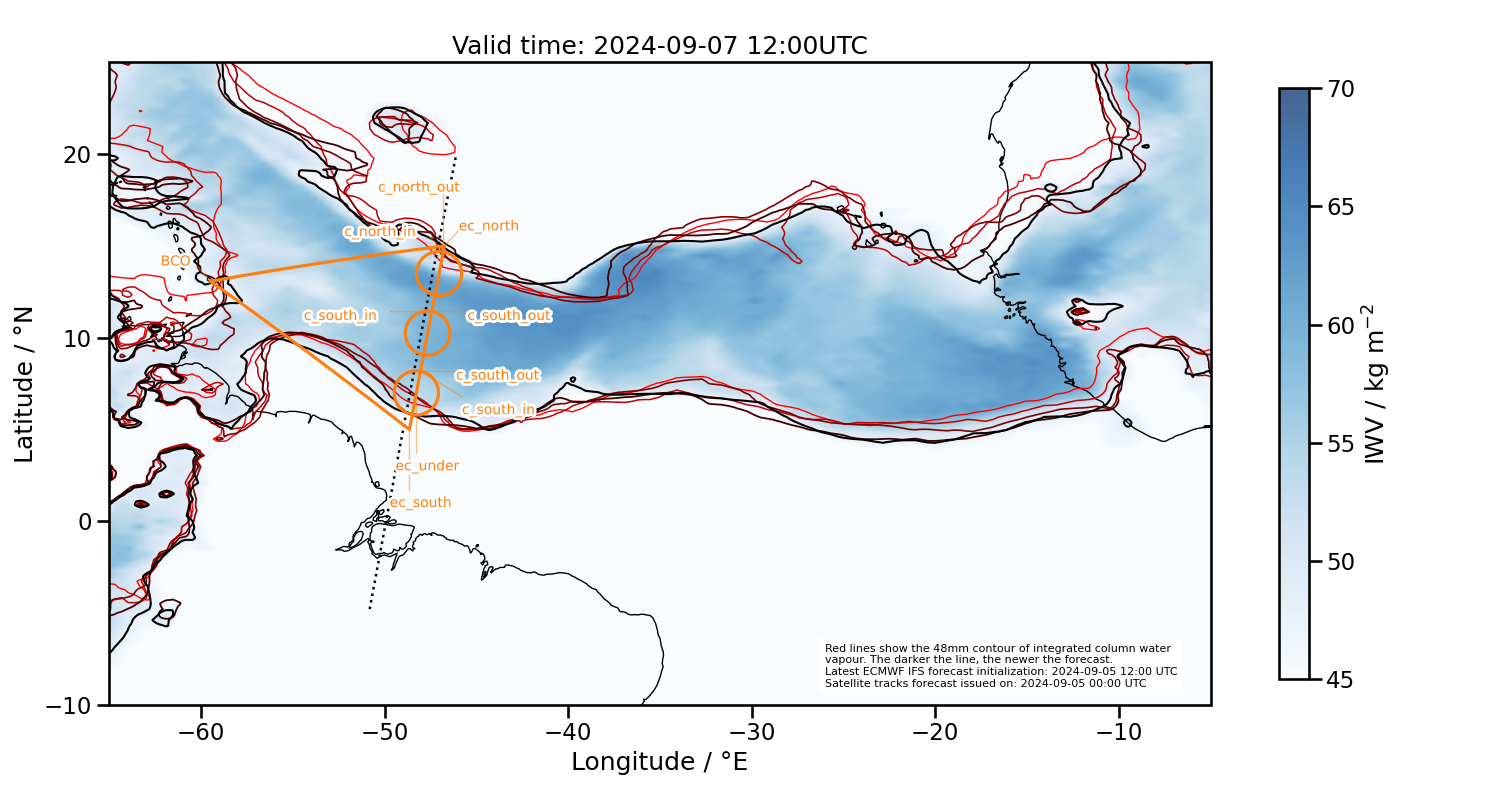 Valid time: 2024-09-07 12:00UTC
Latitude / °N
20
10
0
−10
c_north_out
c_north_in
ec_north
BCO
c_south_in
c_south_out
c_south_out
c_south_in
ec_under
ec_south
Red lines show the 48mm contour of integrated column water
vapour. The darker the line, the newer the forecast.
Latest ECMWF IFS forecast initialization: 2024-09-05 12:00 UTC
Satellite tracks forecast issued on: 2024-09-05 00:00 UTC
−60
−50
−40
−30
−20
−10
Longitude / °E
70
65
60
55
50
45
IWV / kg m⁻²